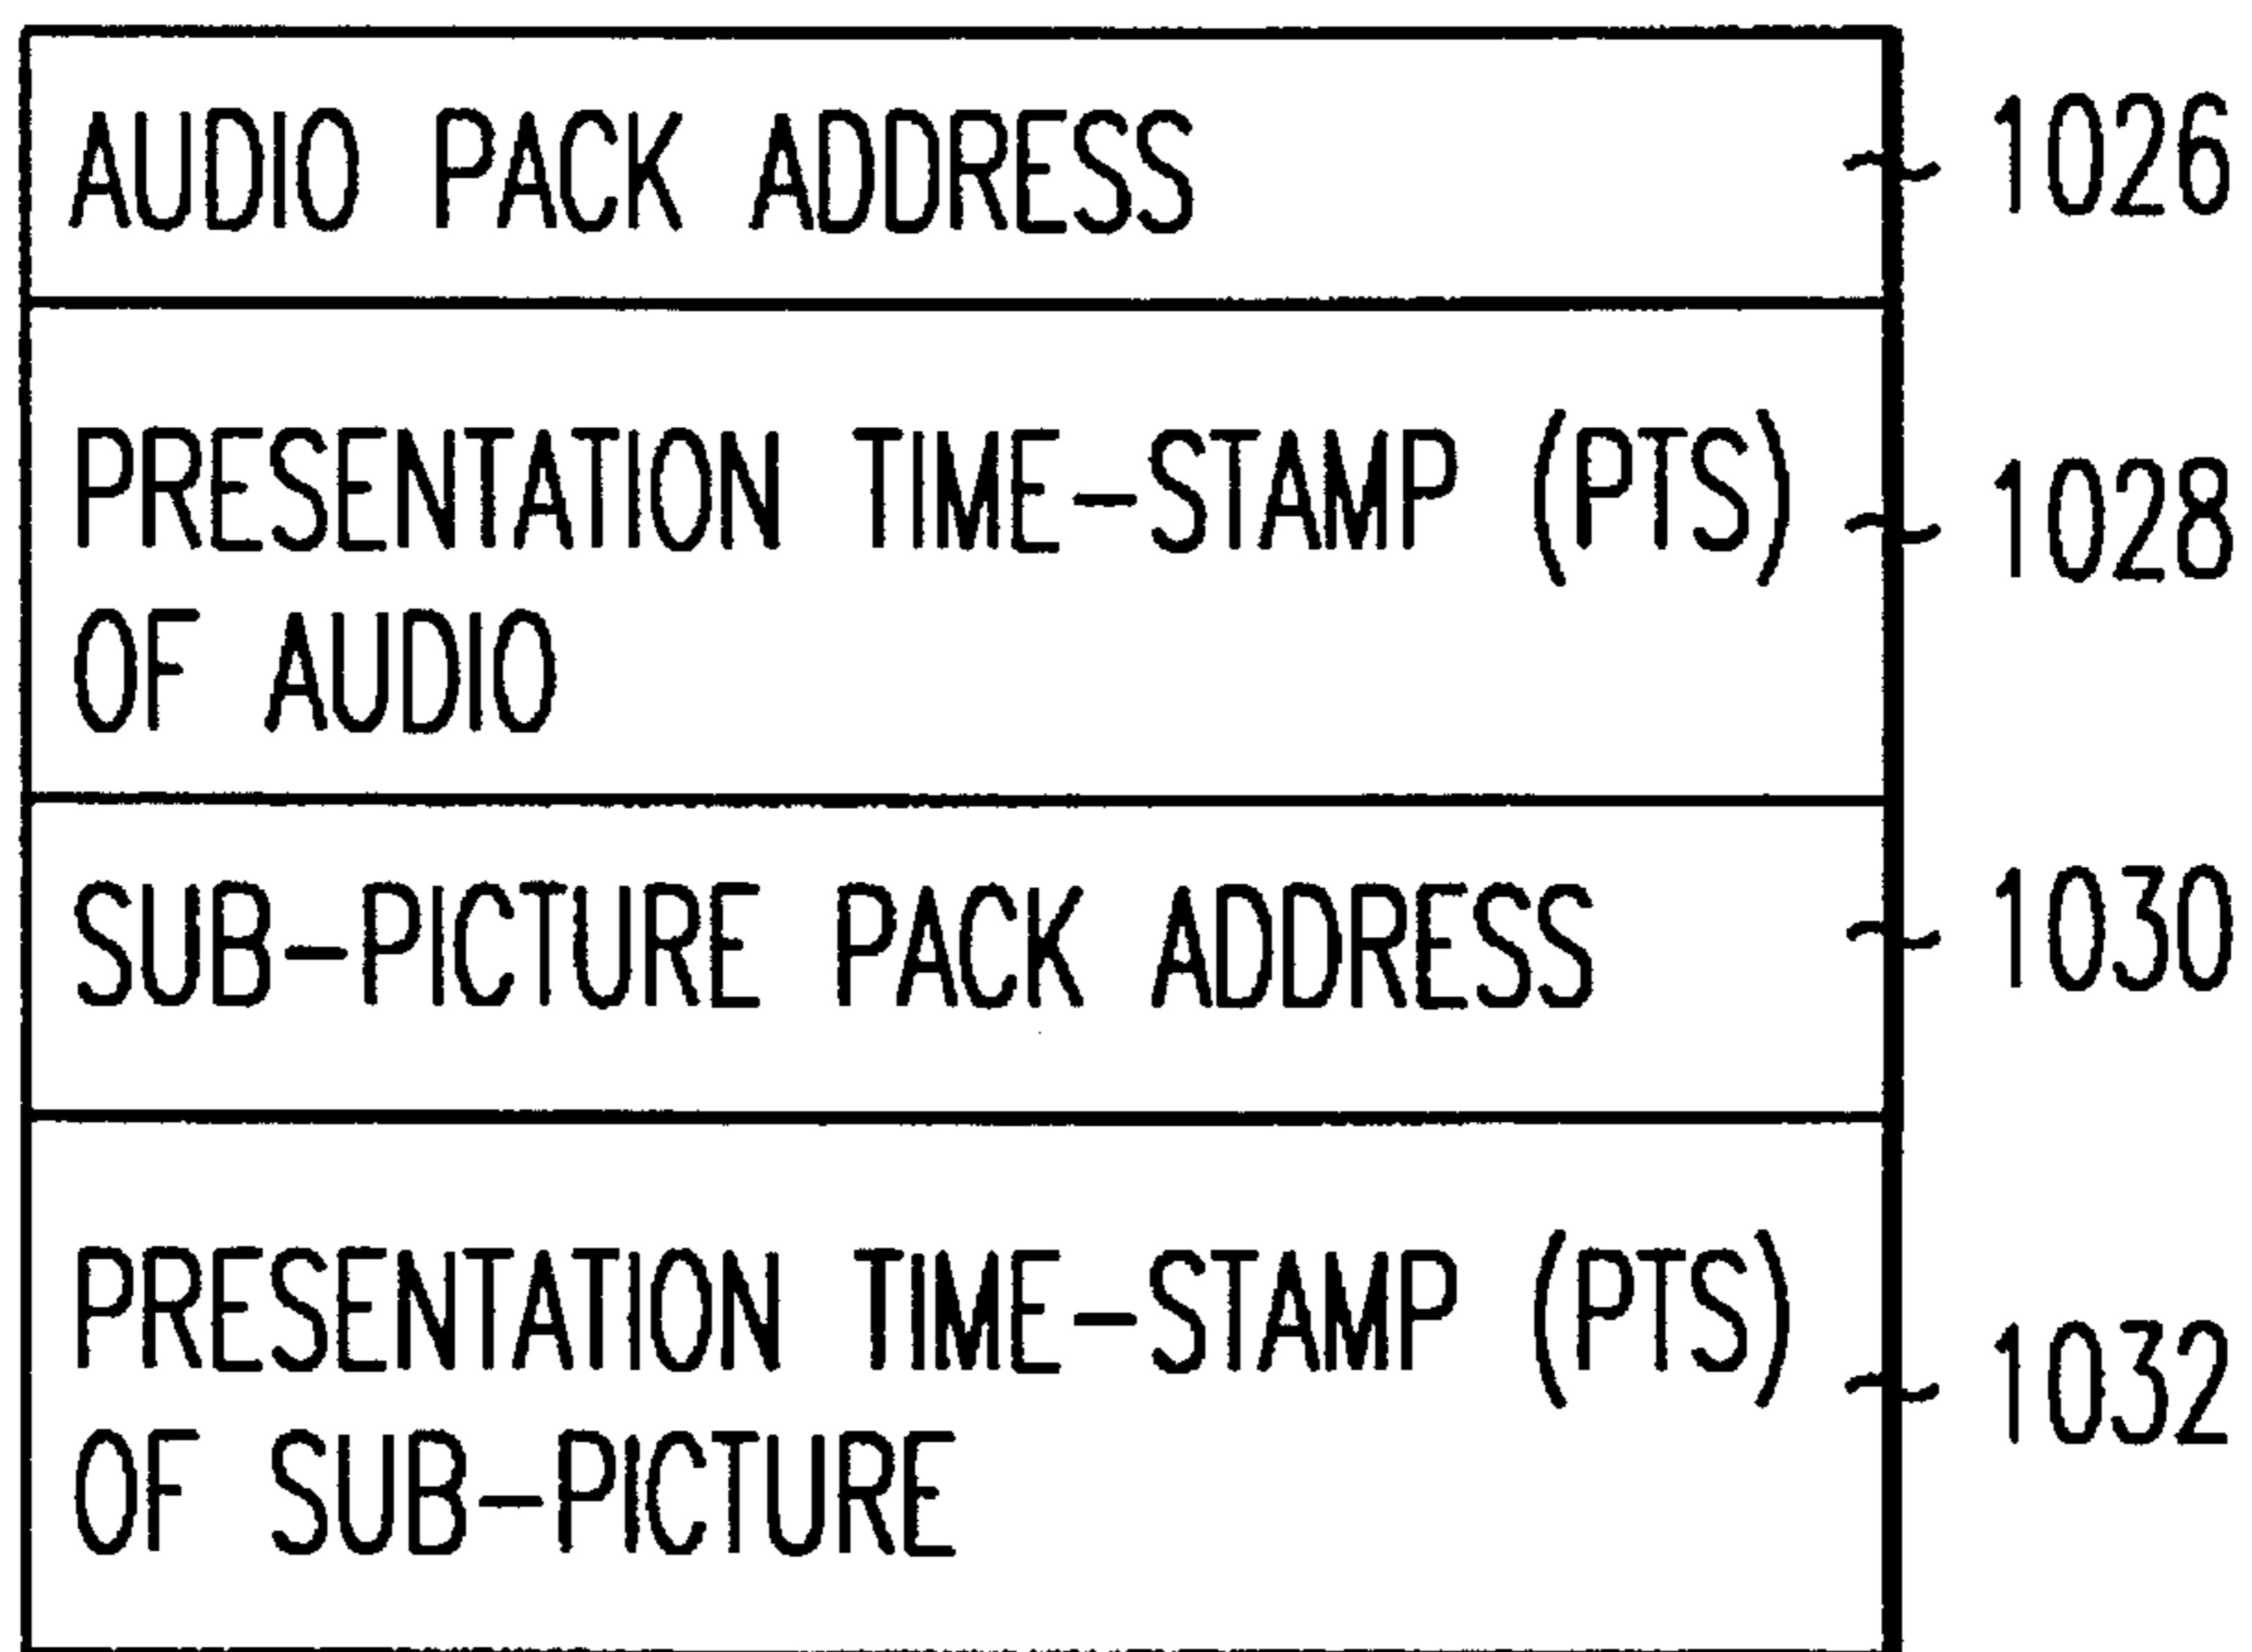 AUDIO PACK ADDRESS 1026
PRESENTATION TIME-STAMP (PTS) 1028
OF AUDIO
SUB-PICTURE PACK ADDRESS 1030
PRESENTATION TIME-STAMP (PTS) 1032
OF SUB-PICTURE